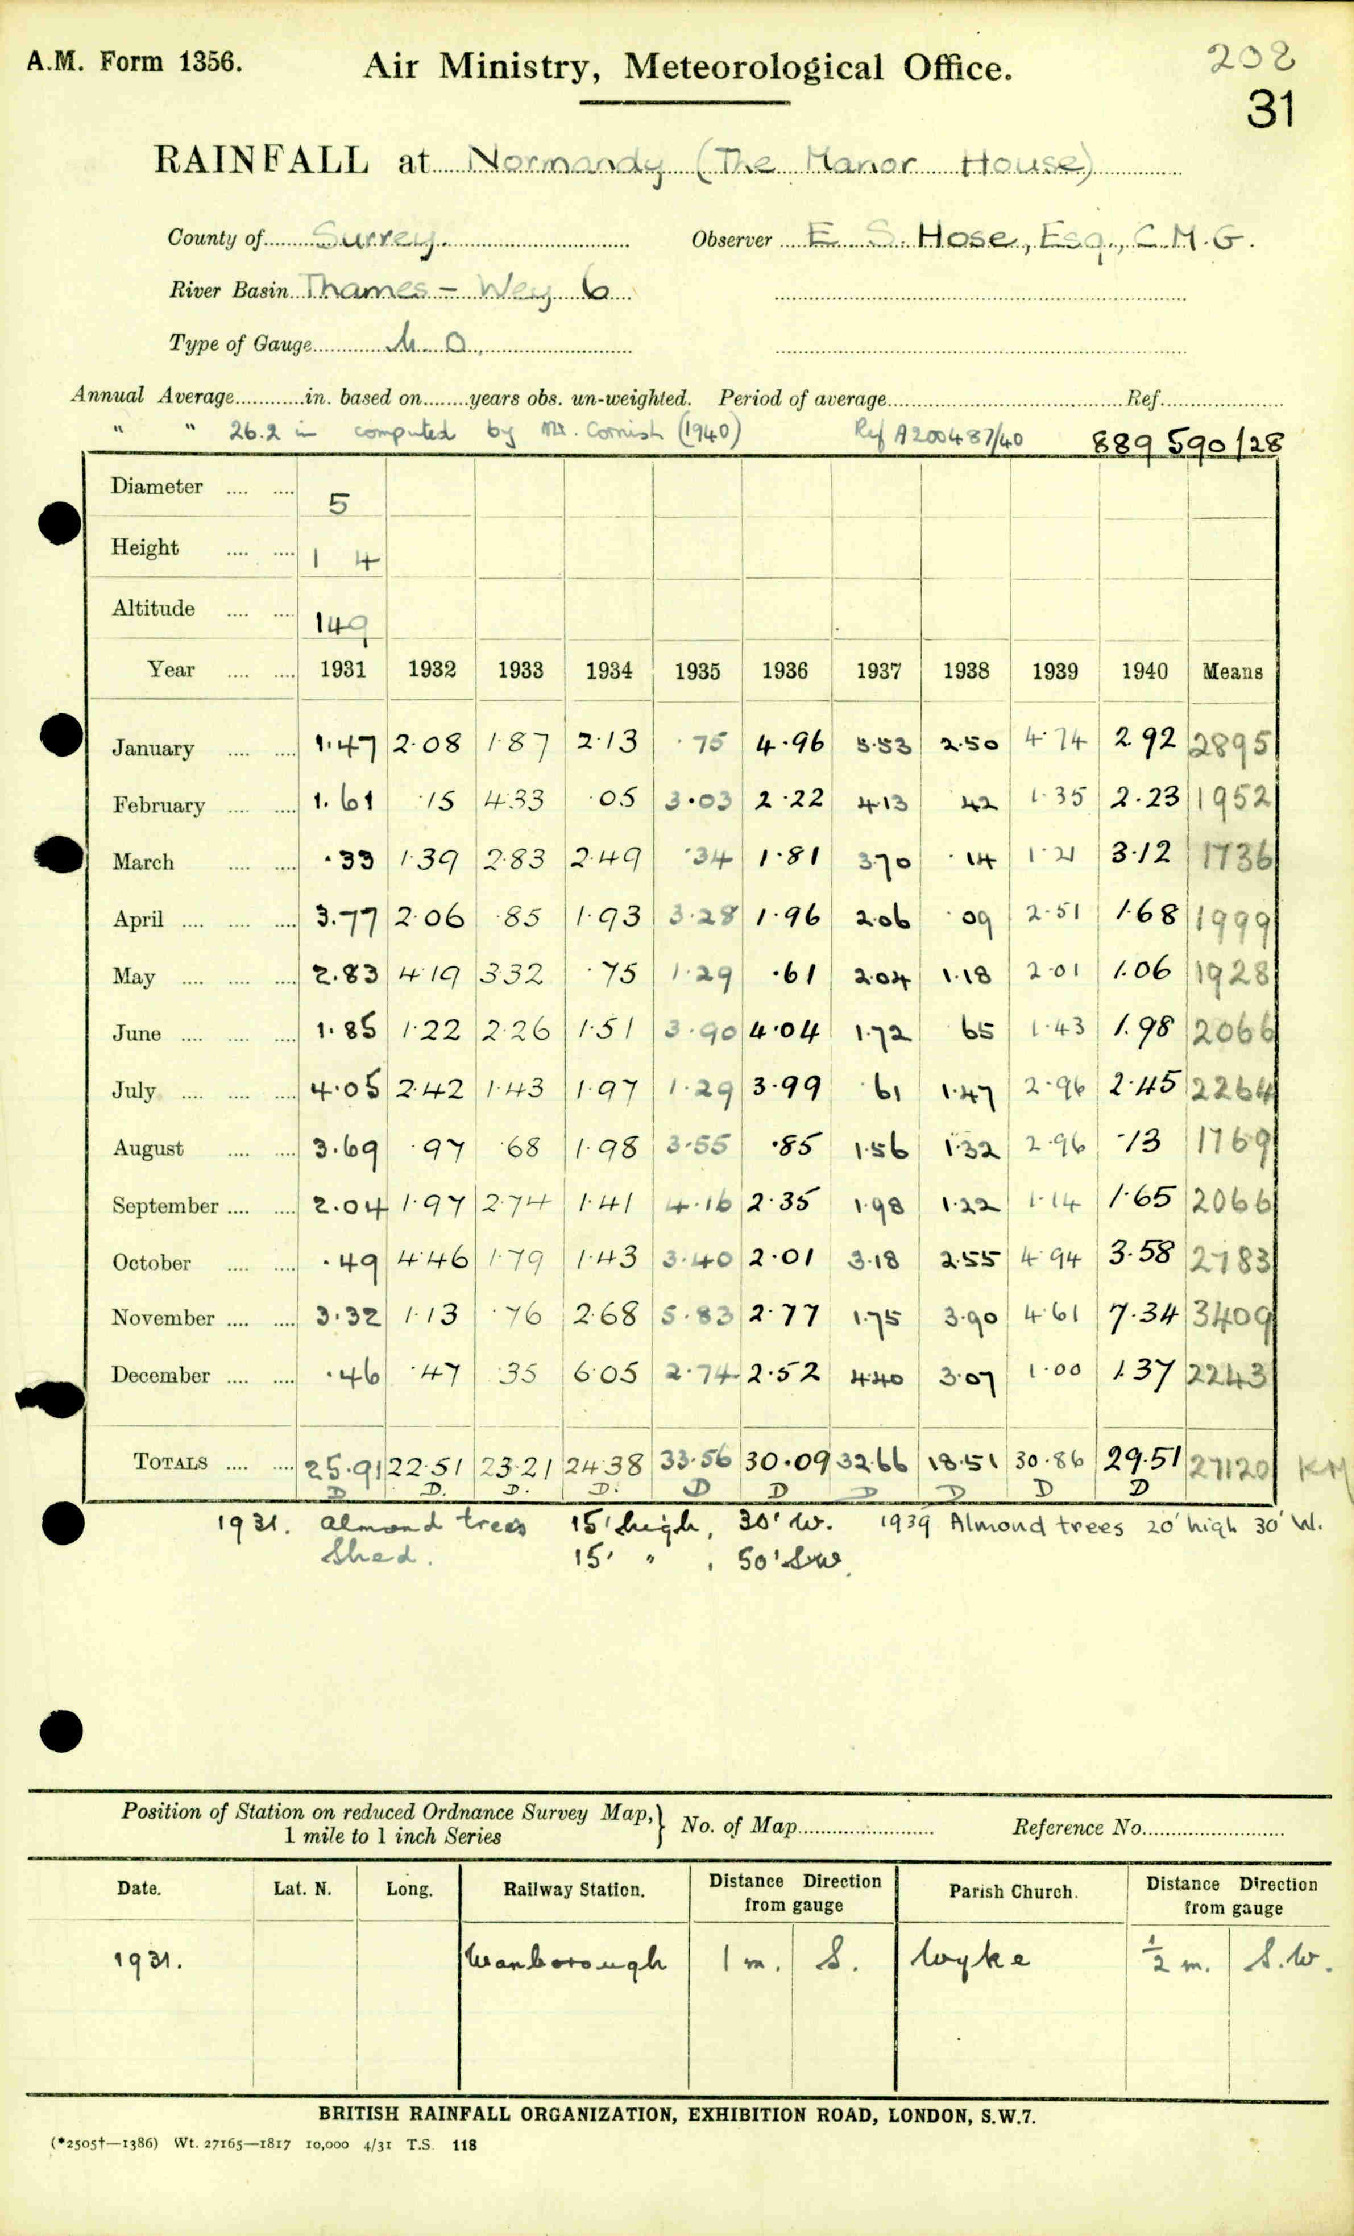 A.M. Form 1356.
Air Ministry, Meteorological Office.
208
31
RAINFALL at Normandy (The Manor House)
County of Surrey. Observer E. S. Hose, Esq., C.M.G.
River Basin Thames – Wey 6
Type of Gauge M. O.
Annual Average in. based on years obs. un-weighted. Period of average Ref.
" " 26.2 in computed by Mr. Cornish (1940) Ref A200487/40 889 590/28
Diameter 5
Height 1 4
Altitude 149
Year 1931 1932 1933 1934 1935 1936 1937 1938 1939 1940 Means
January 1.47 2.08 1.87 2.13 .75 4.96 5.53 2.50 4.74 2.92 2895
February 1.61 .15 4.33 .05 3.03 2.22 4.13 42 1.35 2.23 1952
March .33 1.39 2.83 2.49 .34 1.81 3.70 .14 1.21 3.12 1736
April 3.77 2.06 .85 1.93 3.28 1.96 2.06 .09 2.51 1.68 1999
May 2.83 4.19 3.32 .75 1.29 .61 2.04 1.18 2.01 1.06 1928
June 1.85 1.22 2.26 1.51 3.90 4.04 1.72 65 1.43 1.98 2066
July 4.05 2.42 1.43 1.97 1.29 3.99 .61 1.47 2.96 2.45 2264
August 3.69 .97 .68 1.98 3.55 .85 1.56 1.32 2.96 .13 1769
September 2.04 1.97 2.74 1.41 4.16 2.35 1.98 1.22 1.14 1.65 2066
October .49 4.46 1.79 1.43 3.40 2.01 3.18 2.55 4.94 3.58 2783
November 3.32 1.13 .76 2.68 5.83 2.77 1.75 3.90 4.61 7.34 3409
December .46 .47 .35 6.05 2.74 2.52 4.40 3.07 1.00 1.37 2243
TOTALS 25.91 22.51 23.21 24.38 33.56 30.09 32.66 18.51 30.86 29.51 27120 KM
D D. D. D. D D D D D D
1931. Almond trees 15' high, 30' W. 1939 Almond trees 20' high 30' W.
Shed. 15' " , 50' SW.
Position of Station on reduced Ordnance Survey Map, 1 mile to 1 inch Series } No. of Map Reference No.
Date. Lat. N. Long. Railway Station. Distance Direction from gauge Parish Church. Distance Direction from gauge
1931. Wanborough 1 m. S. Wyke ½ m. S.W.
BRITISH RAINFALL ORGANIZATION, EXHIBITION ROAD, LONDON, S.W.7.
(*2505†—1386) Wt. 27165—1817 10,000 4/31 T.S. 118